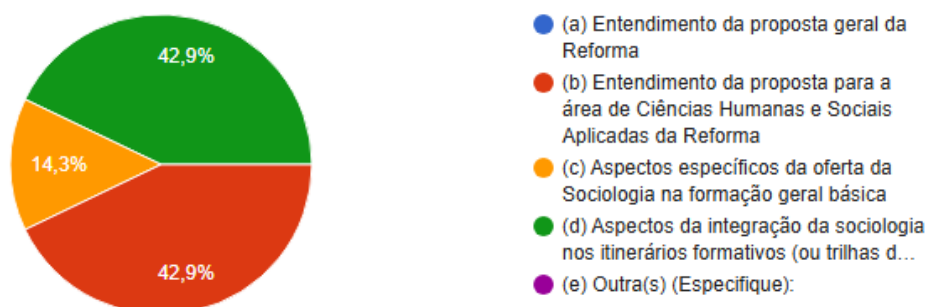 42,9%
14,3%
42,9%
(a) Entendimento da proposta geral da
Reforma
(b) Entendimento da proposta para a
área de Ciências Humanas e Sociais
Aplicadas da Reforma
(c) Aspectos específicos da oferta da
Sociologia na formação geral básica
(d) Aspectos da integração da sociologia
nos itinerários formativos (ou trilhas d...
(e) Outra(s) (Especifique):